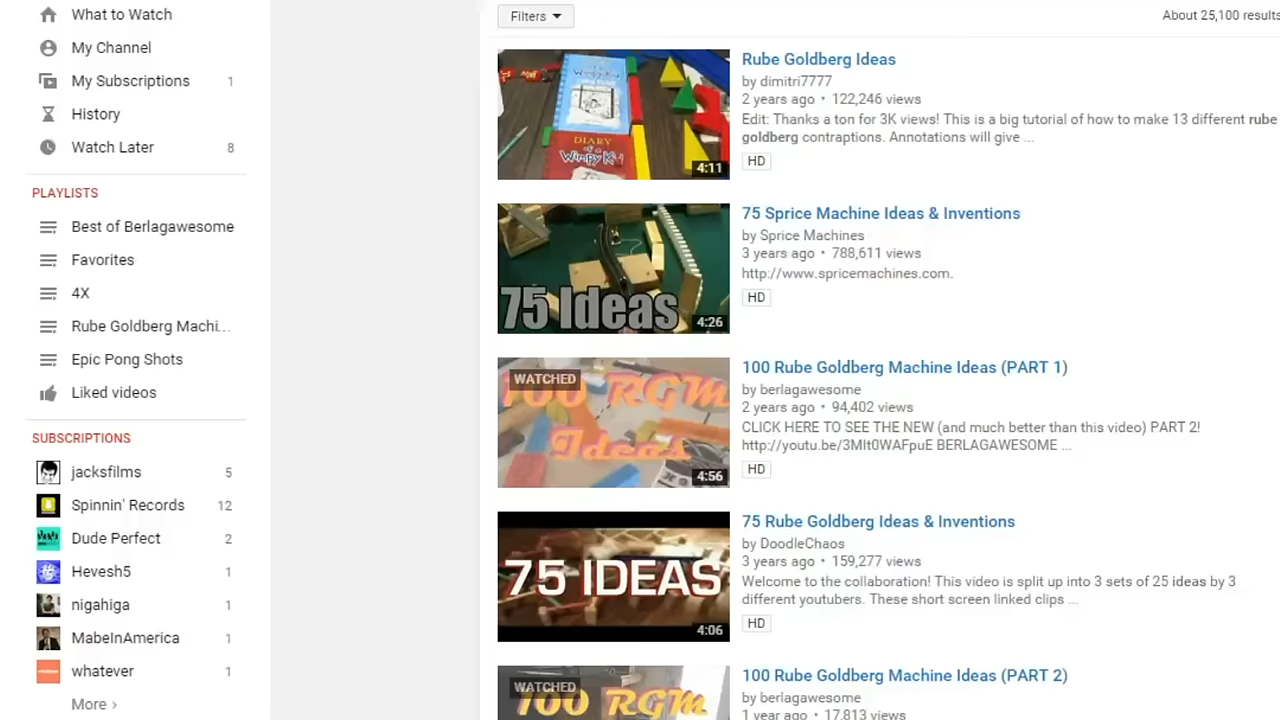 What to Watch
My Channel
My Subscriptions 1
History
Watch Later 8
PLAYLISTS
Best of Berlagawesome
Favorites
4X
Rube Goldberg Machi...
Epic Pong Shots
Liked videos
SUBSCRIPTIONS
jacksfilms 5
Spinnin' Records 12
Dude Perfect 2
Hevesh5 1
nigahiga 1
MabeInAmerica 1
whatever 1
More ›
Filters
About 25,100 results
DIARY
of a
Wimpy Kid
4:11
Rube Goldberg Ideas
by dimitri7777
2 years ago • 122,246 views
Edit: Thanks a ton for 3K views! This is a big tutorial of how to make 13 different rube
goldberg contraptions. Annotations will give ...
HD
75 Ideas
4:26
75 Sprice Machine Ideas & Inventions
by Sprice Machines
3 years ago • 788,611 views
http://www.spricemachines.com.
HD
WATCHED
100 RGM
Ideas
4:56
100 Rube Goldberg Machine Ideas (PART 1)
by berlagawesome
2 years ago • 94,402 views
CLICK HERE TO SEE THE NEW (and much better than this video) PART 2!
http://youtu.be/3MIt0WAFpuE BERLAGAWESOME ...
HD
75 IDEAS
4:06
75 Rube Goldberg Ideas & Inventions
by DoodleChaos
3 years ago • 159,277 views
Welcome to the collaboration! This video is split up into 3 sets of 25 ideas by 3
different youtubers. These short screen linked clips ...
HD
WATCHED
100 RGM
100 Rube Goldberg Machine Ideas (PART 2)
by berlagawesome
1 year ago • 17,813 views